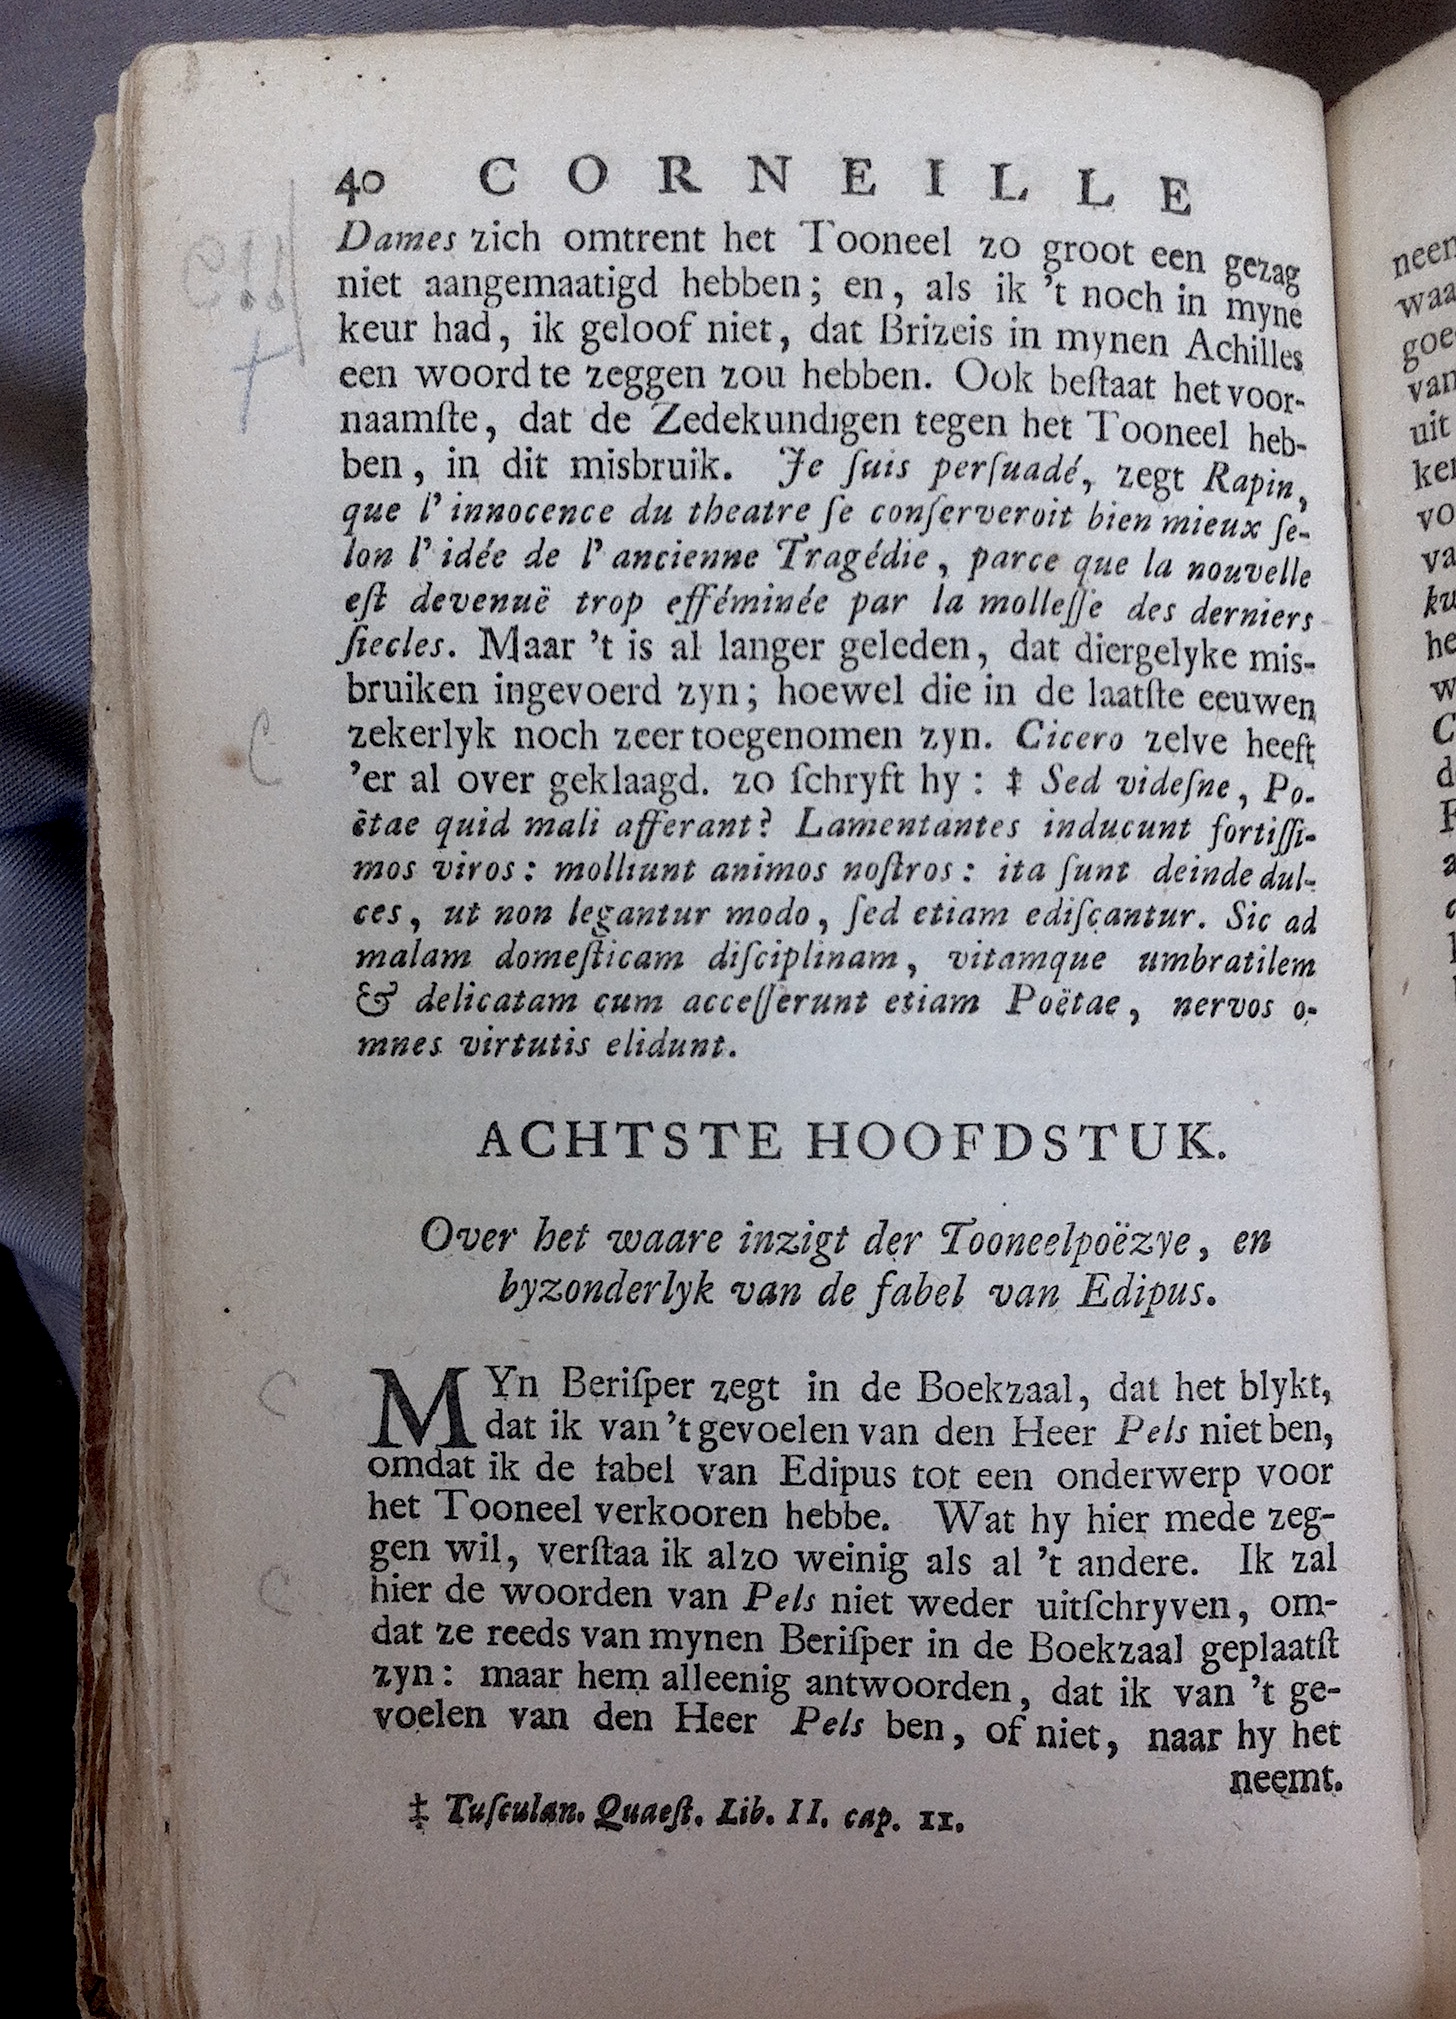 40 CORNEILLE
Dames zich omtrent het Tooneel zo groot een gezag
niet aangemaatigd hebben; en, als ik 't noch in myne
keur had, ik geloof niet, dat Brizeis in mynen Achilles
een woord te zeggen zou hebben. Ook beſtaat het voor-
naamſte, dat de Zedekundigen tegen het Tooneel heb-
ben, in dit misbruik. Je ſuis perſuadé, zegt Rapin,
que l'innocence du theatre ſe conſerveroit bien mieux ſe-
lon l'idée de l'ancienne Tragédie, parce que la nouvelle
eſt devenuë trop efféminée par la molleſſe des derniers
ſiecles. Maar 't is al langer geleden, dat diergelyke mis-
bruiken ingevoerd zyn; hoewel die in de laatſte eeuwen
zekerlyk noch zeer toegenomen zyn. Cicero zelve heeft
'er al over geklaagd. zo ſchryft hy: ‡ Sed videſne, Po-
ëtae quid mali afferant? Lamentantes inducunt fortiſſi-
mos viros: molliunt animos noſtros: ita ſunt deinde dul-
ces, ut non legantur modo, ſed etiam ediſcantur. Sic ad
malam domeſticam diſciplinam, vitamque umbratilem
& delicatam cum acceſſerunt etiam Poëtae, nervos o-
mnes virtutis elidunt.
ACHTSTE HOOFDSTUK.
Over het waare inzigt der Tooneelpoëzye, en
byzonderlyk van de fabel van Edipus.
MYn Beriſper zegt in de Boekzaal, dat het blykt,
dat ik van 't gevoelen van den Heer Pels niet ben,
omdat ik de fabel van Edipus tot een onderwerp voor
het Tooneel verkooren hebbe. Wat hy hier mede zeg-
gen wil, verſtaa ik alzo weinig als al 't andere. Ik zal
hier de woorden van Pels niet weder uitſchryven, om-
dat ze reeds van mynen Beriſper in de Boekzaal geplaatſt
zyn: maar hem alleenig antwoorden, dat ik van 't ge-
voelen van den Heer Pels ben, of niet, naar hy het
neemt.
‡ Tuſculan. Quaeſt. Lib. II. cap. 11.